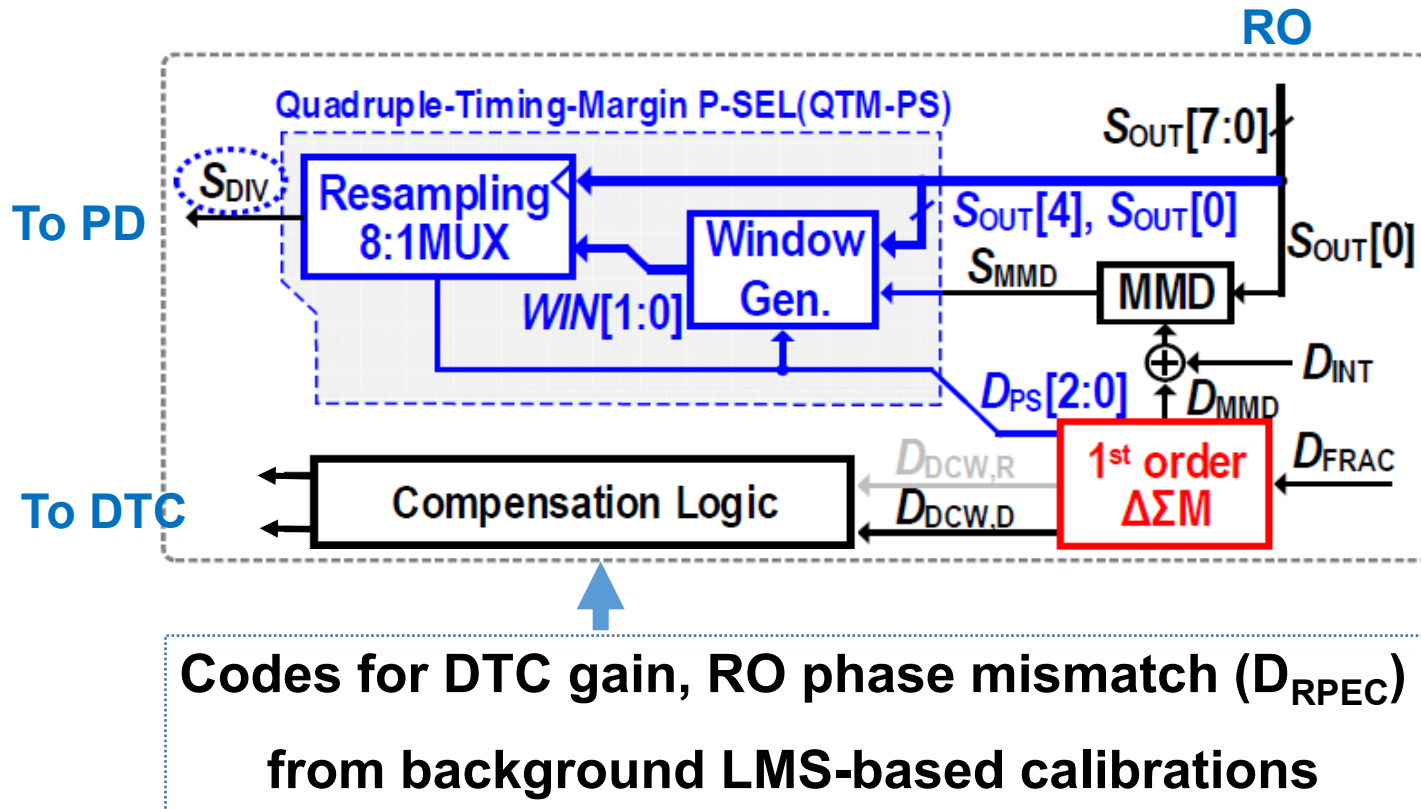 RO
Quadruple-Timing-Margin P-SEL(QTM-PS)
SOUT[7:0]
SDIV
Resampling
8:1MUX
To PD
Window
Gen.
SOUT[4], SOUT[0]
SOUT[0]
SMMD
MMD
WIN[1:0]
DINT
DPS[2:0]
DMMD
DFRAC
1st order
ΔΣM
DDCW,R
DDCW,D
Compensation Logic
To DTC
Codes for DTC gain, RO phase mismatch (DRPEC)
from background LMS-based calibrations